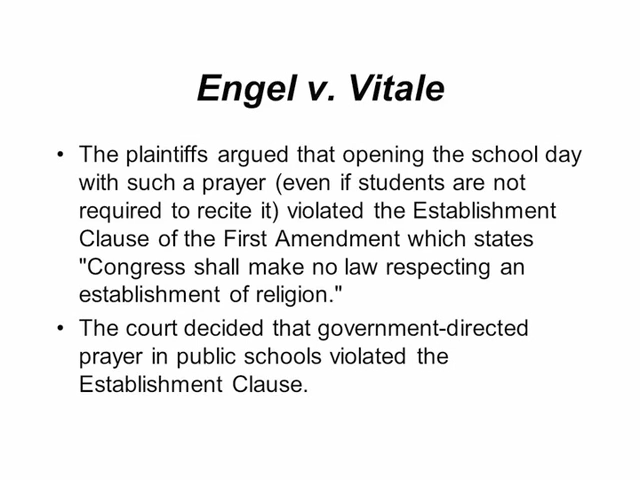 Engel v. Vitale
• The plaintiffs argued that opening the school day
with such a prayer (even if students are not
required to recite it) violated the Establishment
Clause of the First Amendment which states
"Congress shall make no law respecting an
establishment of religion."
• The court decided that government-directed
prayer in public schools violated the
Establishment Clause.